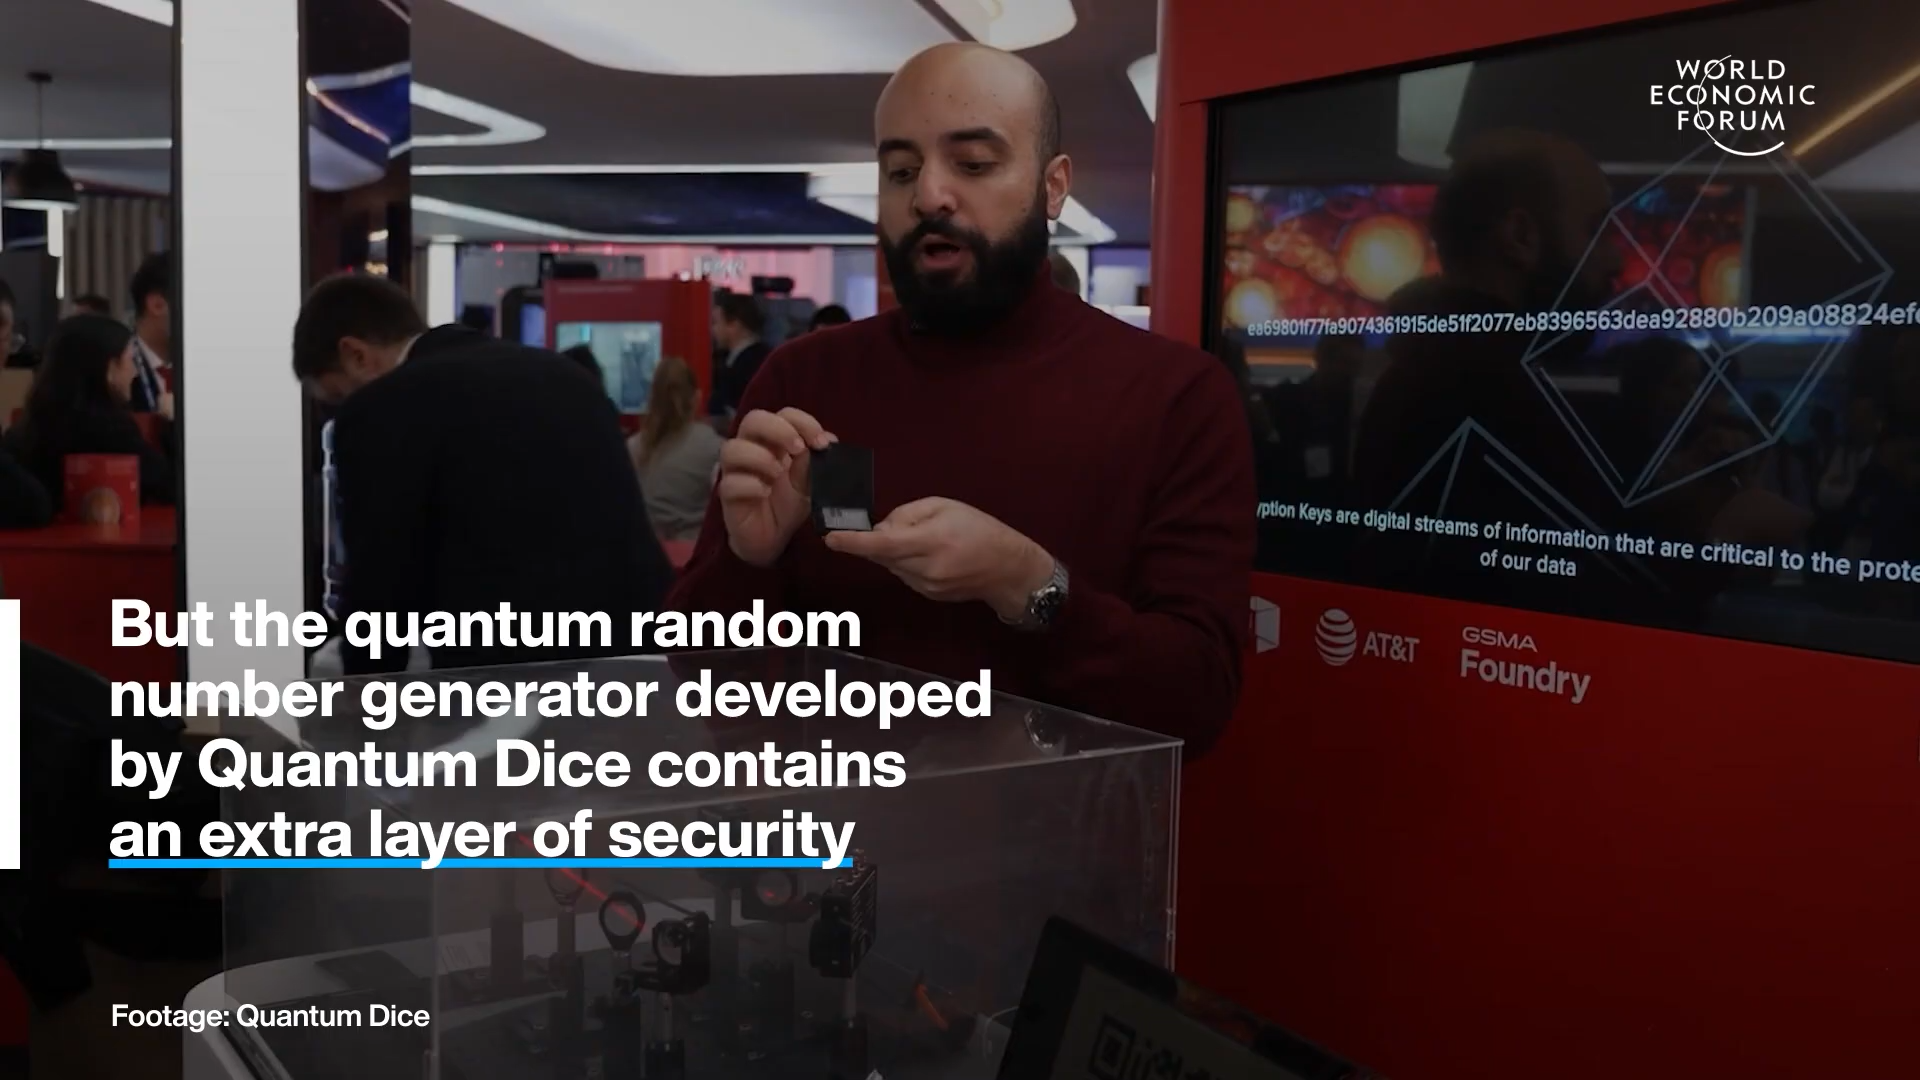 WORLD
ECONOMIC
FORUM
ea69801f77fa9074361915de51f2077eb8396563dea92880b209a08824efe
yption Keys are digital streams of information that are critical to the prote
of our data
AT&T
GSMA
Foundry
But the quantum random
number generator developed
by Quantum Dice contains
an extra layer of security
Footage: Quantum Dice